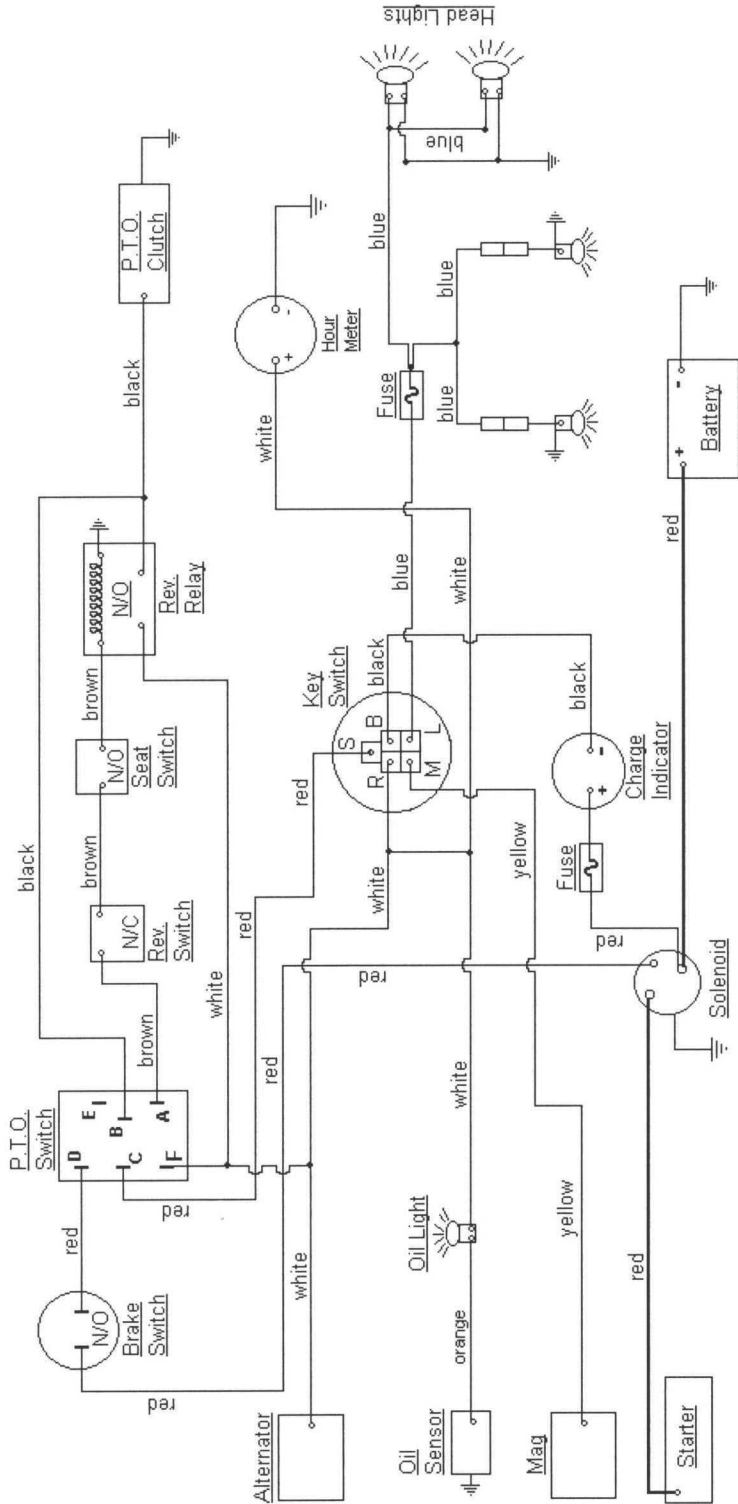 P.T.O.
Switch
D
E
C
B
F
A
red
Brake
Switch
N/O
red
red
black
brown
N/C
Rev.
Switch
brown
N/O
Seat
Switch
brown
N/O
Rev.
Relay
black
P.T.O.
Clutch
white
red
red
white
Alternator
white
Key
Switch
S
R
B
M
L
black
blue
Fuse
white
+
-
Hour
Meter
white
blue
blue
Head Lights
blue
blue
Oil
Sensor
orange
Oil Light
white
Mag
yellow
yellow
red
Fuse
+
-
Charge
Indicator
black
red
Solenoid
Starter
red
red
+
-
Battery